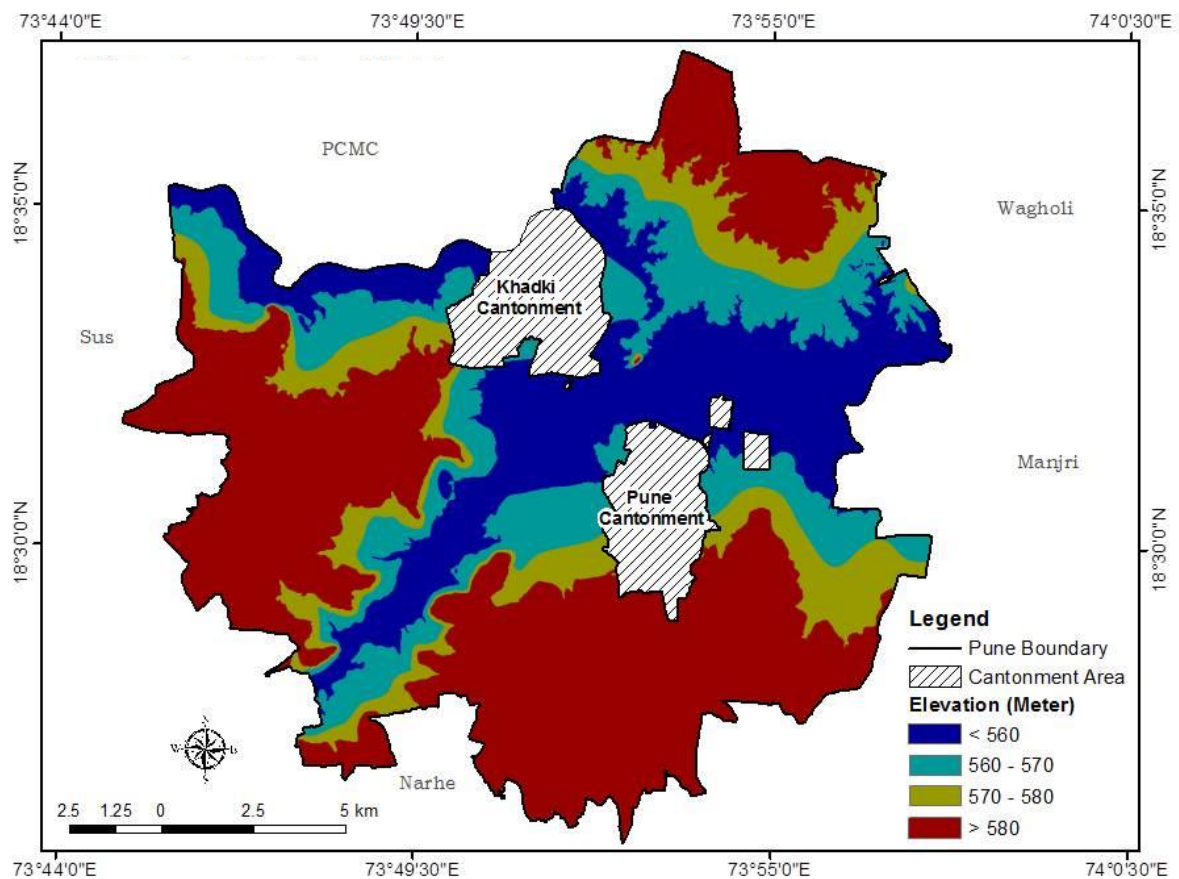 73°44'0"E 73°49'30"E 73°55'0"E 74°0'30"E
PCMC
18°35'0"N
Wagholi
18°35'0"N
Khadki
Cantonment
Sus
Manjri
Pune
Cantonment
18°30'0"N
18°30'0"N
Legend
Pune Boundary
Cantonment Area
Elevation (Meter)
< 560
560 - 570
570 - 580
> 580
N
W
S
Narhe
2.5 1.25 0 2.5 5 km
73°44'0"E 73°49'30"E 73°55'0"E 74°0'30"E